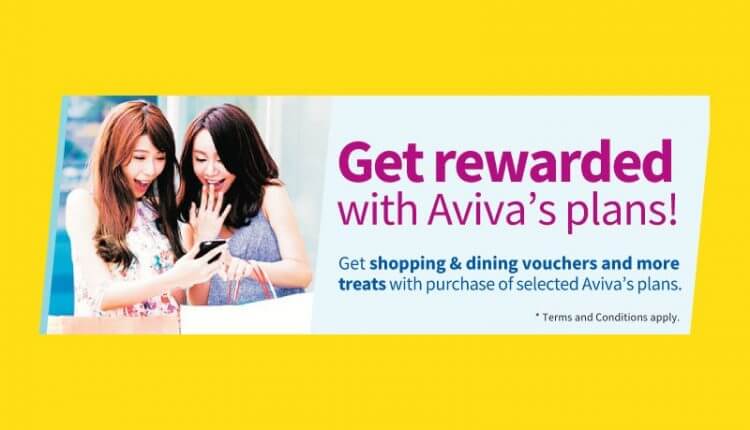 Get rewarded
with Aviva’s plans!
Get shopping & dining vouchers and more
treats with purchase of selected Aviva’s plans.
* Terms and Conditions apply.